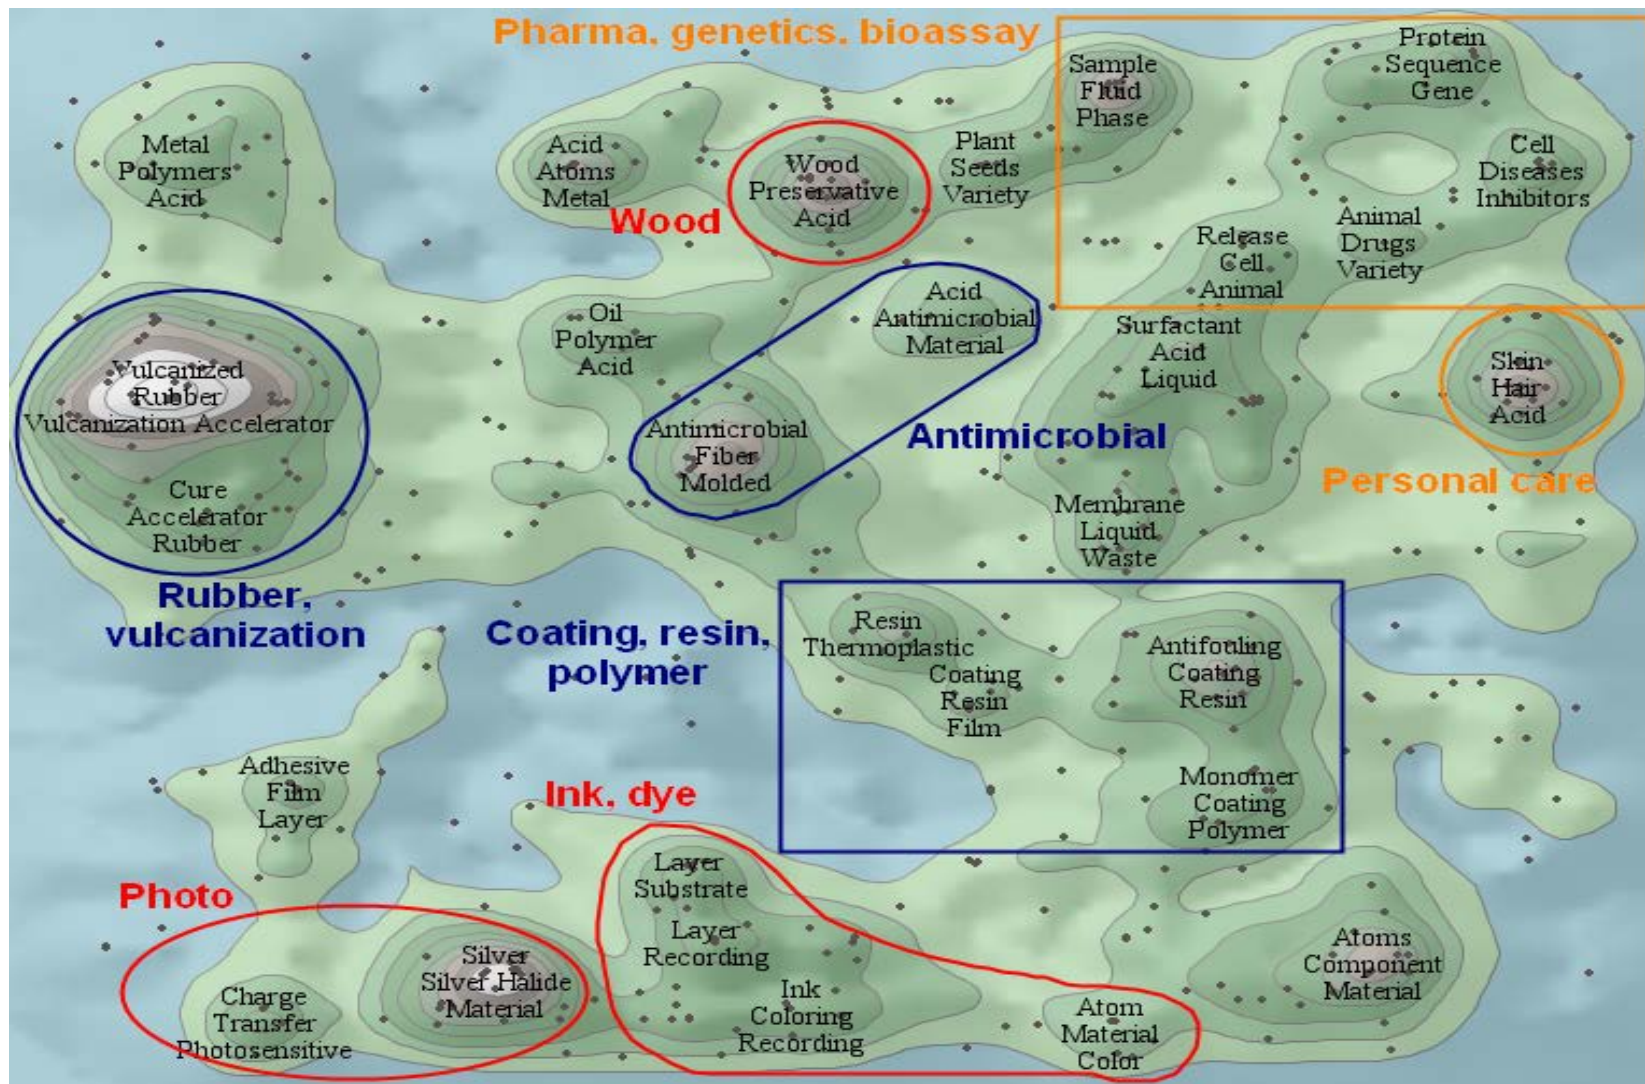 Pharma, genetics, bioassay
Protein
Sequence
Gene
Sample
Fluid
Phase
Metal
Polymers
Acid
Acid
Atoms
Metal
Wood
Preservative
Acid
Wood
Plant
Seeds
Variety
Cell
Diseases
Inhibitors
Animal
Drugs
Variety
Release
Cell
Animal
Oil
Polymer
Acid
Acid
Antimicrobial
Material
Surfactant
Acid
Liquid
Skin
Hair
Acid
Personal care
Vulcanized
Rubber
Vulcanization Accelerator
Cure
Accelerator
Rubber
Rubber,
vulcanization
Antimicrobial
Fiber
Molded
Antimicrobial
Membrane
Liquid
Waste
Coating, resin,
polymer
Resin
Thermoplastic
Coating
Resin
Film
Antifouling
Coating
Resin
Monomer
Coating
Polymer
Adhesive
Film
Layer
Ink, dye
Layer
Substrate
Layer
Recording
Ink
Coloring
Recording
Atom
Material
Color
Photo
Silver
Silver Halide
Material
Charge
Transfer
Photosensitive
Atoms
Component
Material